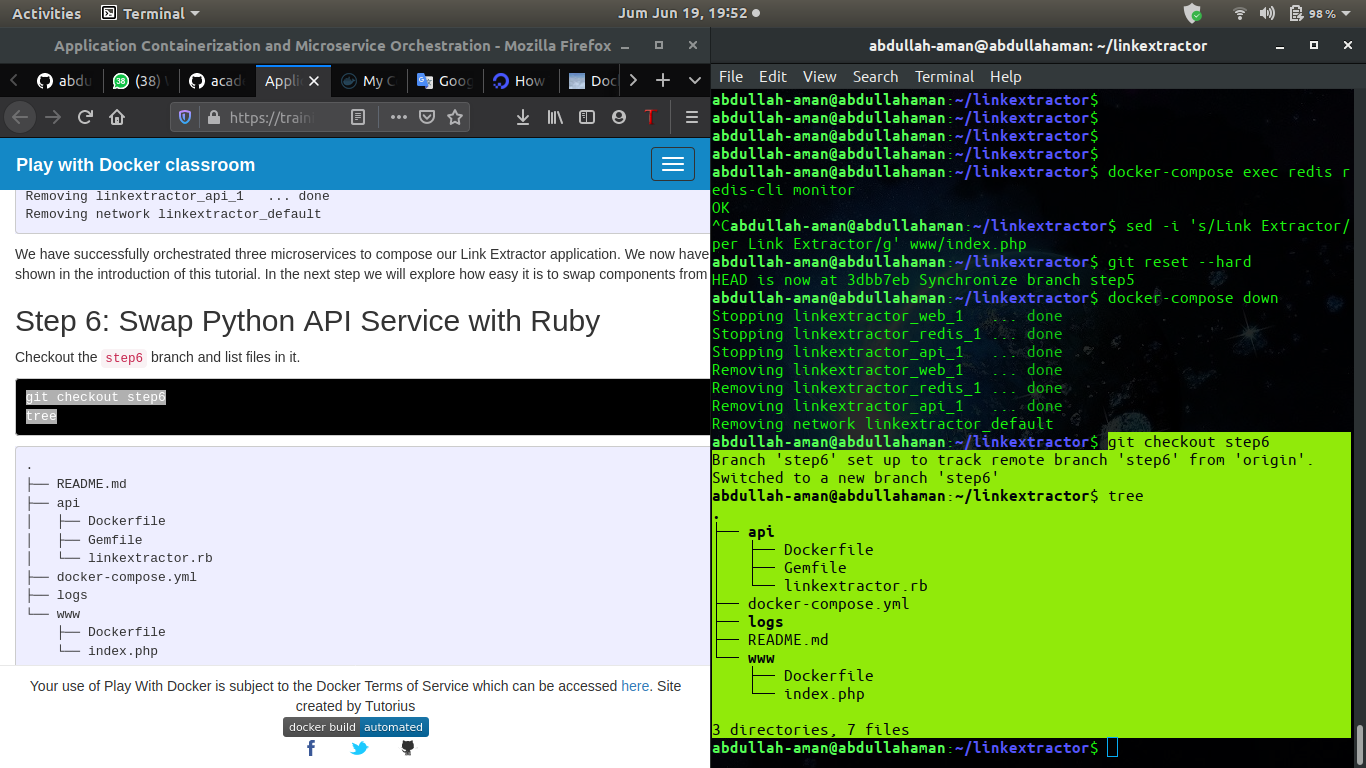 Activities Terminal Jum Jun 19, 19:52 98 %
Application Containerization and Microservice Orchestration - Mozilla Firefox
abdu (38) acad Applic My C Goog How Doc
https://train
Play with Docker classroom
Removing linkextractor_api_1   ... done
Removing network linkextractor_default
We have successfully orchestrated three microservices to compose our Link Extractor application. We now have
shown in the introduction of this tutorial. In the next step we will explore how easy it is to swap components from
Step 6: Swap Python API Service with Ruby
Checkout the step6 branch and list files in it.
git checkout step6
tree
.
├── README.md
├── api
│   ├── Dockerfile
│   ├── Gemfile
│   └── linkextractor.rb
├── docker-compose.yml
├── logs
└── www
    ├── Dockerfile
    └── index.php
Your use of Play With Docker is subject to the Docker Terms of Service which can be accessed here. Site
created by Tutorius
docker build automated
abdullah-aman@abdullahaman: ~/linkextractor
File Edit View Search Terminal Help
abdullah-aman@abdullahaman:~/linkextractor$
abdullah-aman@abdullahaman:~/linkextractor$
abdullah-aman@abdullahaman:~/linkextractor$
abdullah-aman@abdullahaman:~/linkextractor$
abdullah-aman@abdullahaman:~/linkextractor$ docker-compose exec redis r
edis-cli monitor
OK
^Cabdullah-aman@abdullahaman:~/linkextractor$ sed -i 's/Link Extractor/
per Link Extractor/g' www/index.php
abdullah-aman@abdullahaman:~/linkextractor$ git reset --hard
HEAD is now at 3dbb7eb Synchronize branch step5
abdullah-aman@abdullahaman:~/linkextractor$ docker-compose down
Stopping linkextractor_web_1   ... done
Stopping linkextractor_redis_1 ... done
Stopping linkextractor_api_1   ... done
Removing linkextractor_web_1   ... done
Removing linkextractor_redis_1 ... done
Removing linkextractor_api_1   ... done
Removing network linkextractor_default
abdullah-aman@abdullahaman:~/linkextractor$ git checkout step6
Branch 'step6' set up to track remote branch 'step6' from 'origin'.
Switched to a new branch 'step6'
abdullah-aman@abdullahaman:~/linkextractor$ tree
.
├── api
│   ├── Dockerfile
│   ├── Gemfile
│   └── linkextractor.rb
├── docker-compose.yml
├── logs
├── README.md
└── www
    ├── Dockerfile
    └── index.php

3 directories, 7 files
abdullah-aman@abdullahaman:~/linkextractor$